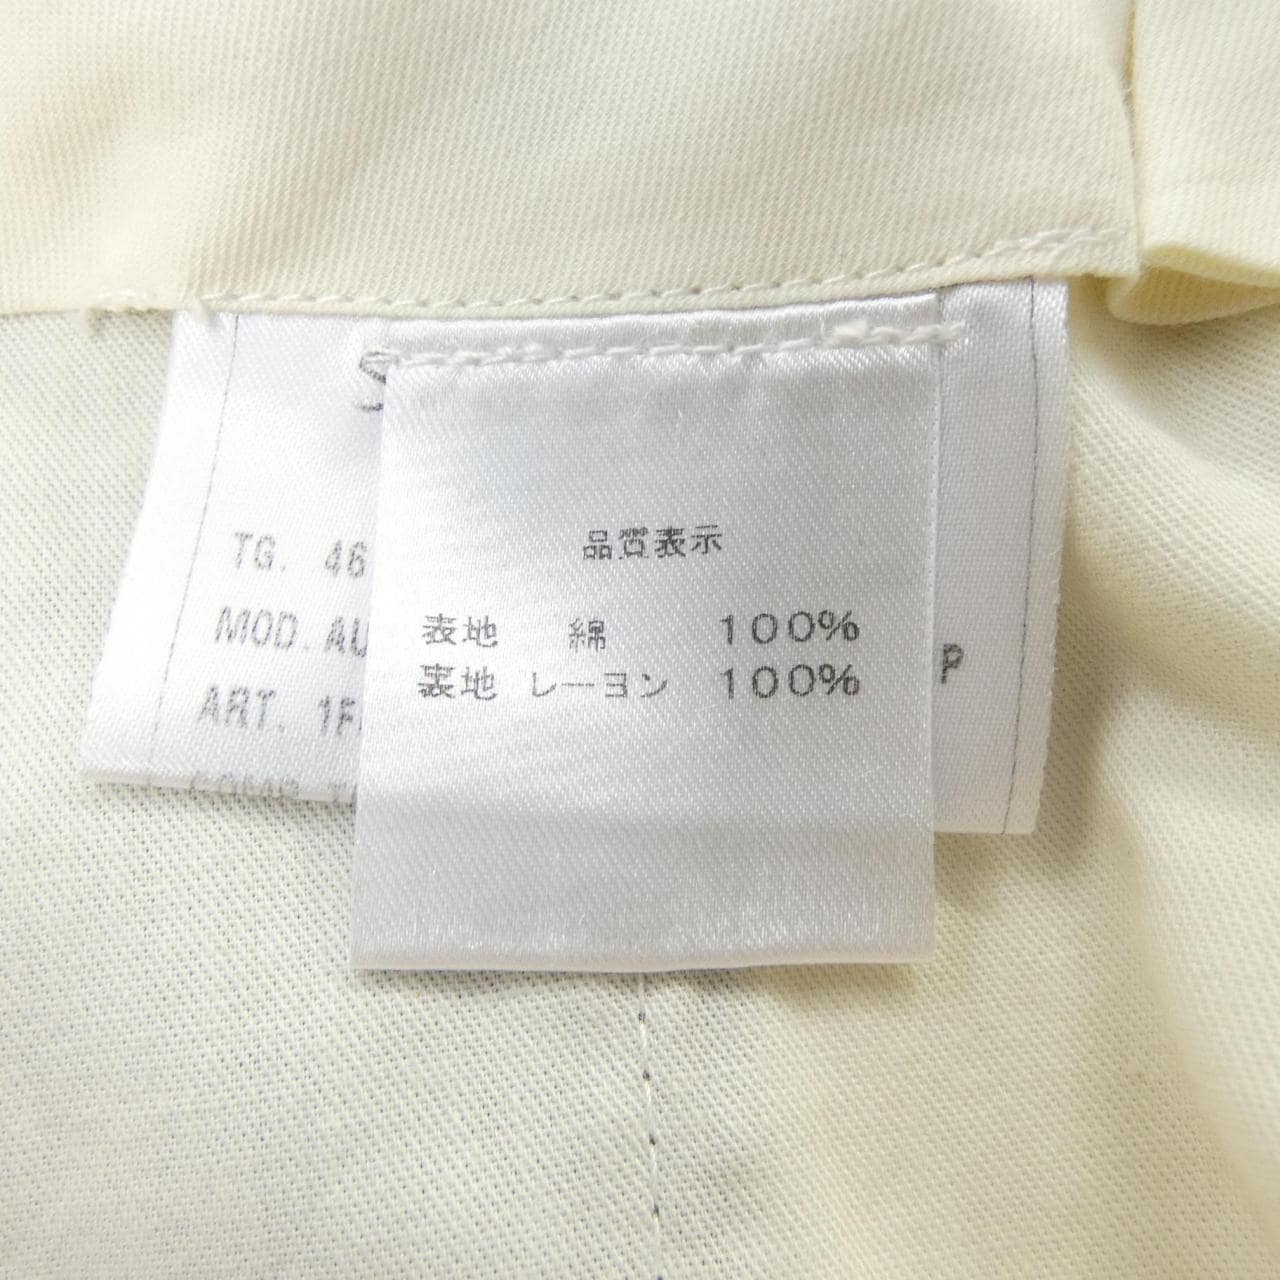 S
TG. 46
MOD. AU
ART. 1F
P
品質表示
表地 綿 100%
裏地 レーヨン 100%